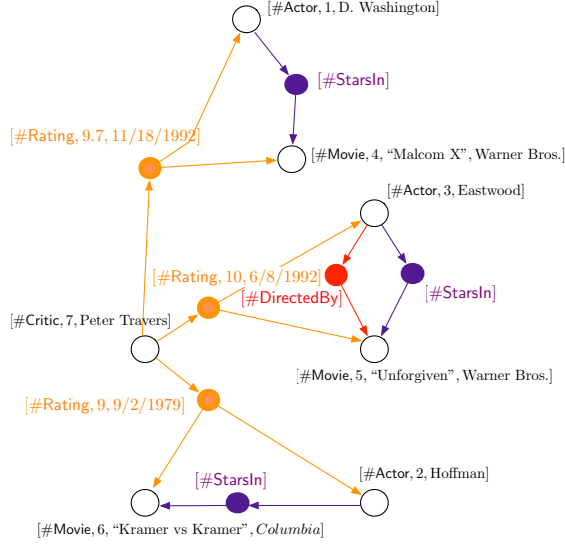 [#Actor, 1, D. Washington]
[#StarsIn]
[#Rating, 9.7, 11/18/1992]
[#Movie, 4, “Malcom X”, Warner Bros.]
[#Actor, 3, Eastwood]
[#Rating, 10, 6/8/1992]
[#DirectedBy]
[#StarsIn]
[#Critic, 7, Peter Travers]
[#Movie, 5, “Unforgiven”, Warner Bros.]
[#Rating, 9, 9/2/1979]
[#StarsIn]
[#Actor, 2, Hoffman]
[#Movie, 6, “Kramer vs Kramer”, Columbia]